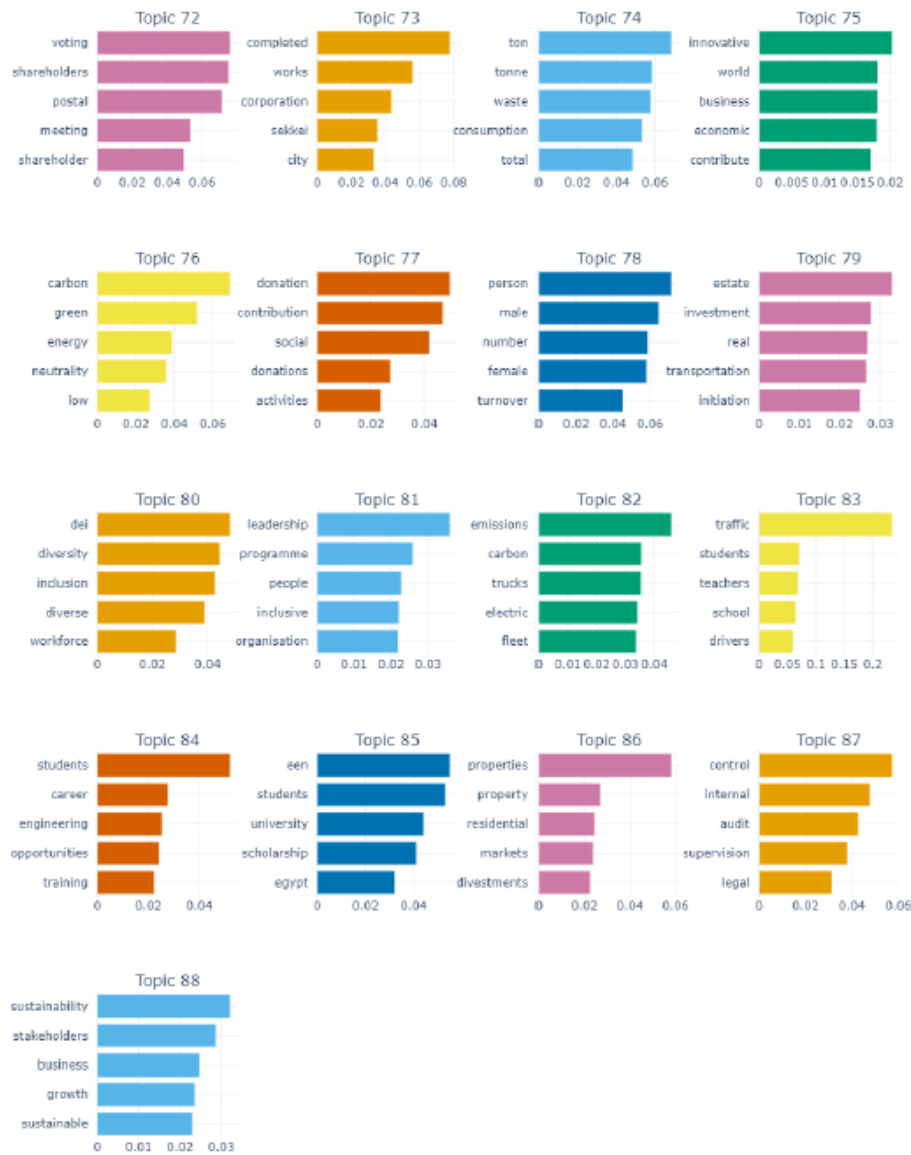 Topic 72
voting
shareholders
postal
meeting
shareholder
0 0.02 0.04 0.06
Topic 73
completed
works
corporation
sekkei
city
0 0.02 0.04 0.06 0.08
Topic 74
ton
tonne
waste
consumption
total
0 0.02 0.04 0.06
Topic 75
innovative
world
business
economic
contribute
0 0.005 0.01 0.015 0.02
Topic 76
carbon
green
energy
neutrality
low
0.02 0.04 0.06
Topic 77
donation
contribution
social
donations
activities
0 0.02 0.04
Topic 78
person
male
number
female
turnover
0 0.02 0.04 0.06
Topic 79
estate
investment
real
transportation
initiation
0 0.01 0.02 0.03
Topic 80
dei
diversity
inclusion
diverse
workforce
0.02 0.04
Topic 81
leadership
programme
people
inclusive
organisation
0 0.01 0.02 0.03
Topic 82
emissions
carbon
trucks
electric
fleet
0 0.01 0.02 0.03 0.04
Topic 83
traffic
students
teachers
school
drivers
0 0.05 0.1 0.15 0.2
Topic 84
students
career
engineering
opportunities
training
0.02 0.04
Topic 85
een
students
university
scholarship
egypt
0 0.02 0.04
Topic 86
properties
property
residential
markets
divestments
0 0.02 0.04 0.06
Topic 87
control
internal
audit
supervision
legal
0 0.02 0.04 0.06
Topic 88
sustainability
stakeholders
business
growth
sustainable
0 0.01 0.02 0.03